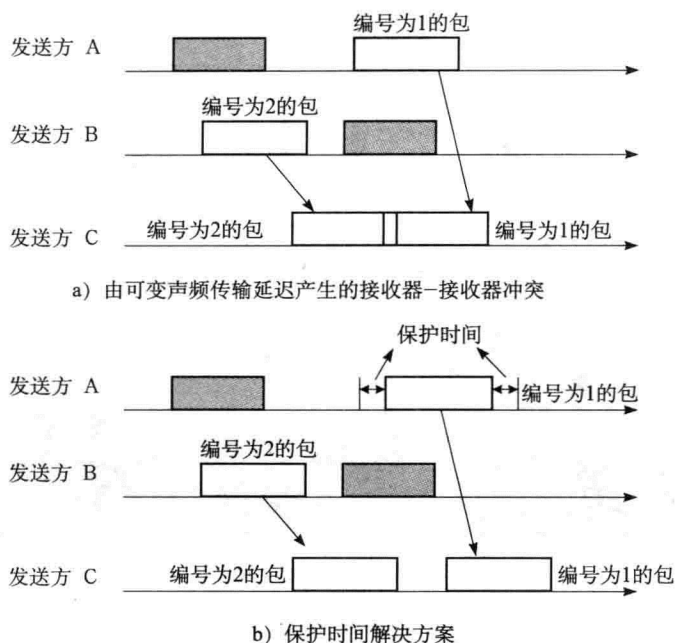 编号为1的包
发送方 A
编号为2的包
发送方 B
发送方 C 编号为2的包 编号为1的包
a) 由可变声频传输延迟产生的接收器-接收器冲突
保护时间
发送方 A 编号为1的包
编号为2的包
发送方 B
发送方 C 编号为2的包 编号为1的包
b) 保护时间解决方案